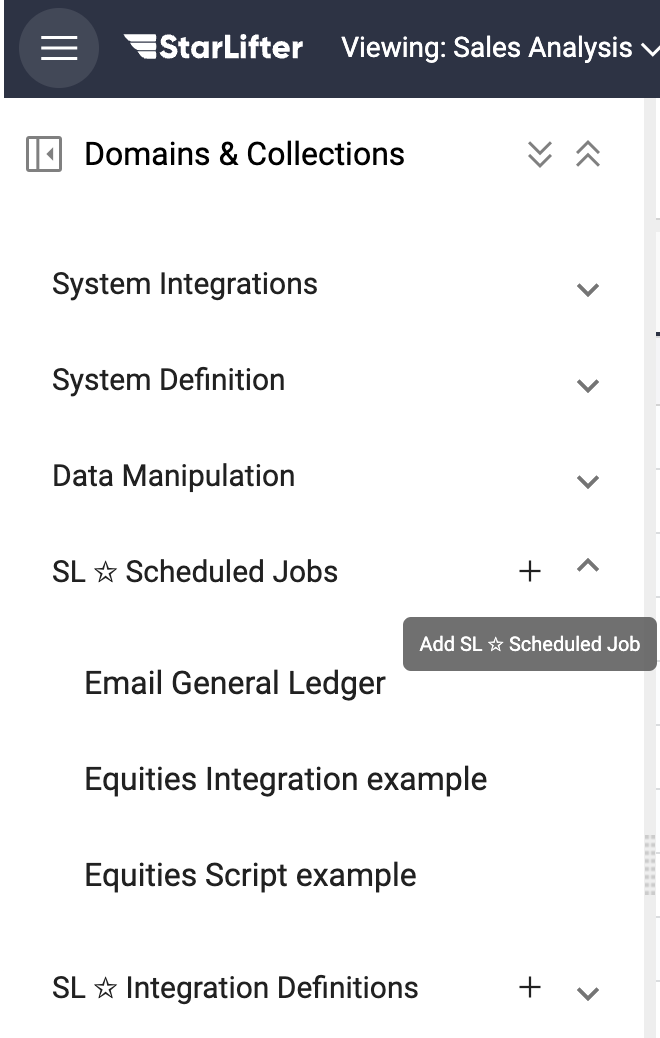 StarLifter Viewing: Sales Analysis
Domains & Collections
System Integrations
System Definition
Data Manipulation
SL ☆ Scheduled Jobs
Add SL ☆ Scheduled Job
Email General Ledger
Equities Integration example
Equities Script example
SL ☆ Integration Definitions